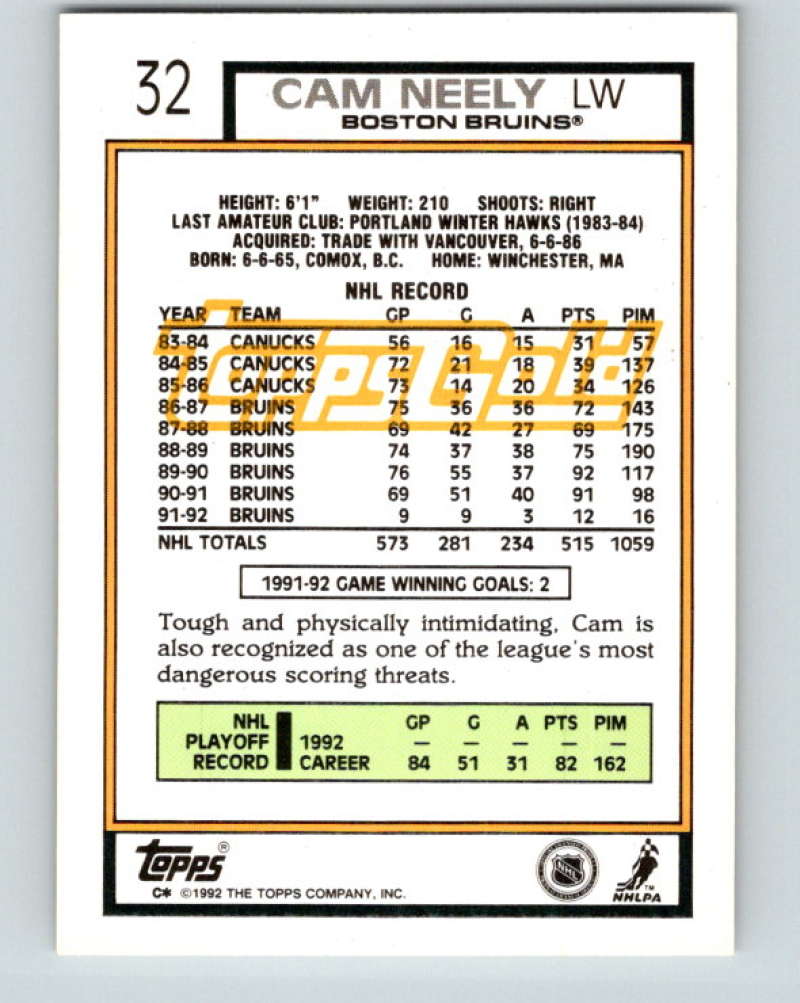 32
CAM NEELY LW
BOSTON BRUINS®
HEIGHT: 6'1" WEIGHT: 210 SHOOTS: RIGHT
LAST AMATEUR CLUB: PORTLAND WINTER HAWKS (1983-84)
ACQUIRED: TRADE WITH VANCOUVER, 6-6-86
BORN: 6-6-65, COMOX, B.C. HOME: WINCHESTER, MA
NHL RECORD
YEAR TEAM GP G A PTS PIM
83-84 CANUCKS 56 16 15 31 57
84-85 CANUCKS 72 21 18 39 137
85-86 CANUCKS 73 14 20 34 126
toppsGold
86-87 BRUINS 75 36 36 72 143
87-88 BRUINS 69 42 27 69 175
88-89 BRUINS 74 37 38 75 190
89-90 BRUINS 76 55 37 92 117
90-91 BRUINS 69 51 40 91 98
91-92 BRUINS 9 9 3 12 16
NHL TOTALS 573 281 234 515 1059
1991-92 GAME WINNING GOALS: 2
Tough and physically intimidating, Cam is
also recognized as one of the league's most
dangerous scoring threats.
NHL GP G A PTS PIM
PLAYOFF 1992 — — — — —
RECORD CAREER 84 51 31 82 162
TOPPS®
C* ©1992 THE TOPPS COMPANY, INC.
NHL
NHLPA™